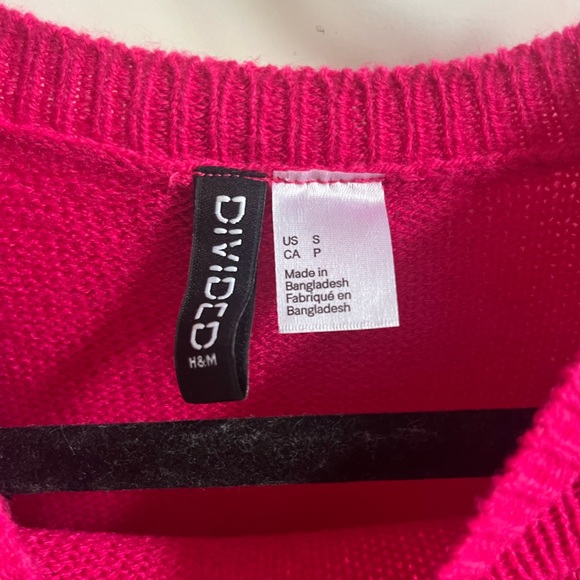 DIVIDED
H&M
US S
CA P
Made in
Bangladesh
Fabriqué en
Bangladesh